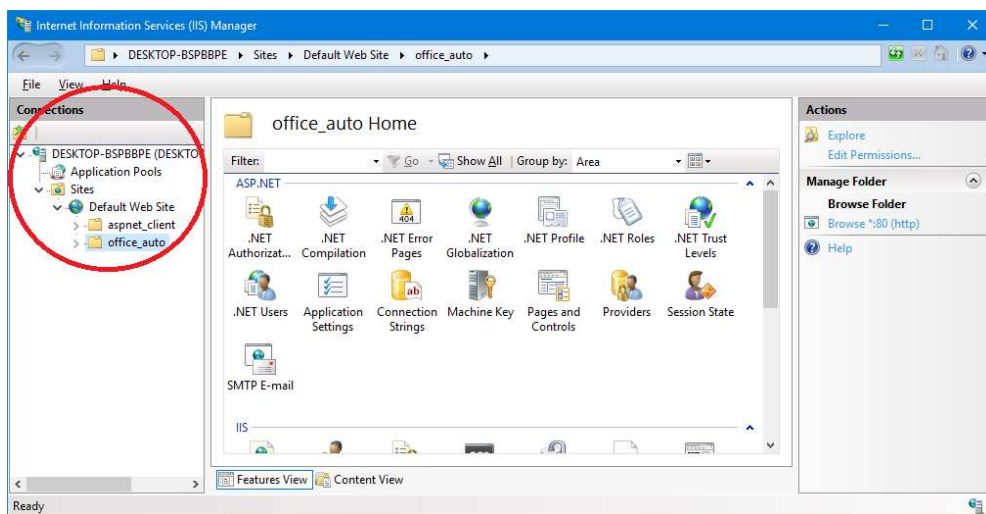 Internet Information Services (IIS) Manager
DESKTOP-BSPBBPE Sites Default Web Site office_auto
File View Help
Connections
DESKTOP-BSPBBPE (DESKTO
Application Pools
Sites
Default Web Site
aspnet_client
office_auto
office_auto Home
Filter: Go Show All Group by: Area
ASP.NET
404
.NET Authorizat...
.NET Compilation
.NET Error Pages
.NET Globalization
.NET Profile
.NET Roles
.NET Trust Levels
ab
.NET Users
Application Settings
Connection Strings
Machine Key
Pages and Controls
Providers
Session State
SMTP E-mail
IIS
Features View Content View
Actions
Explore
Edit Permissions...
Manage Folder
Browse Folder
Browse *:80 (http)
Help
Ready